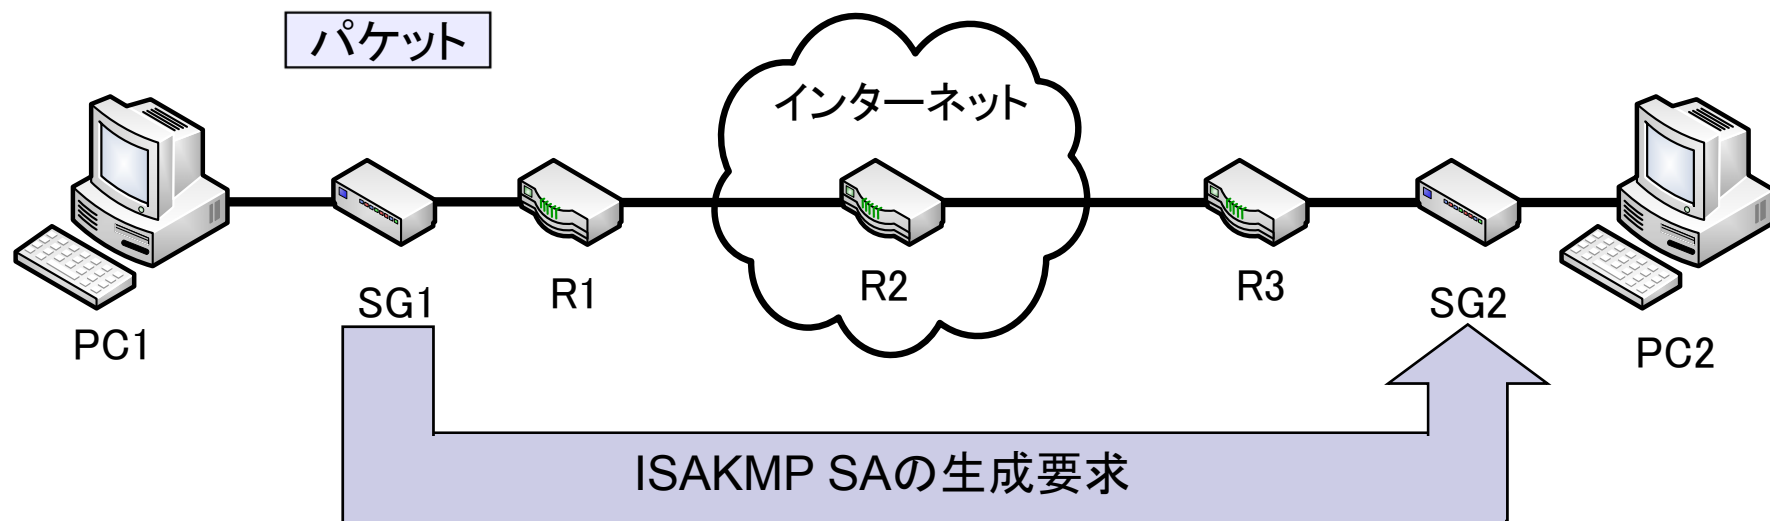 パケット
インターネット
PC1
SG1
R1
R2
R3
SG2
PC2
ISAKMP SAの生成要求